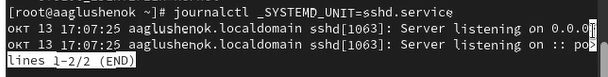 [root@aaglushenok ~]# journalctl _SYSTEMD_UNIT=sshd.service
окт 13 17:07:25 aaglushenok.localdomain sshd[1063]: Server listening on 0.0.0
окт 13 17:07:25 aaglushenok.localdomain sshd[1063]: Server listening on :: po>
lines 1-2/2 (END)